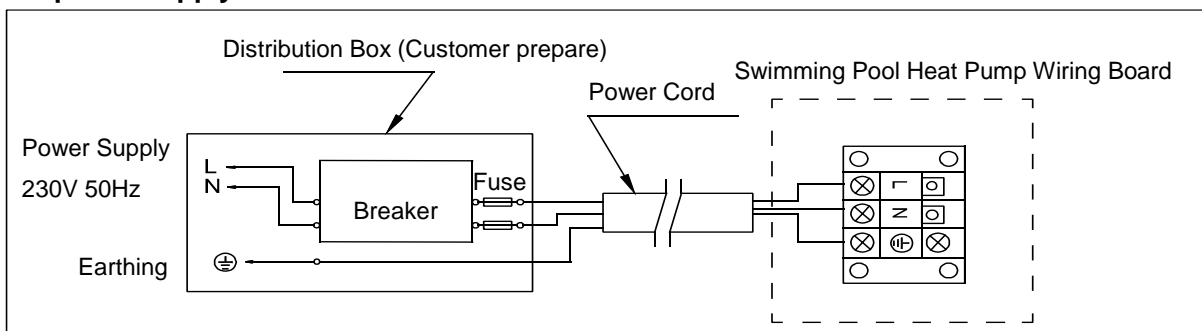 Distribution Box (Customer prepare)
Swimming Pool Heat Pump Wiring Board
Power Cord
Power Supply
230V 50Hz
L
N
Breaker
Fuse
Earthing
L
N